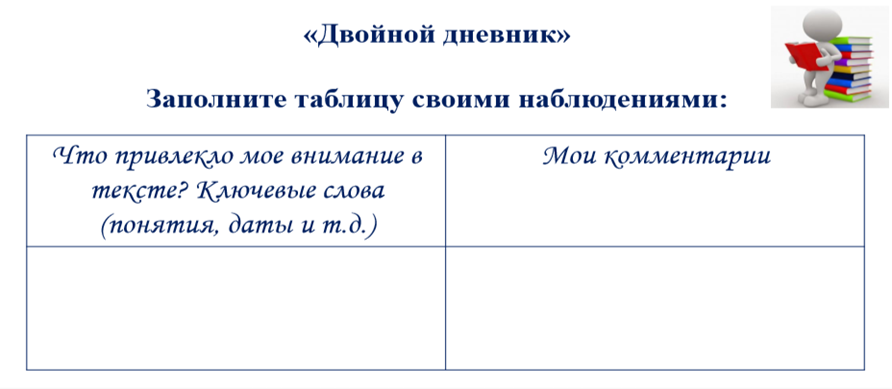 «Двойной дневник»
Заполните таблицу своими наблюдениями:
Что привлекло мое внимание в
тексте? Ключевые слова
(понятия, даты и т.д.)
Мои комментарии